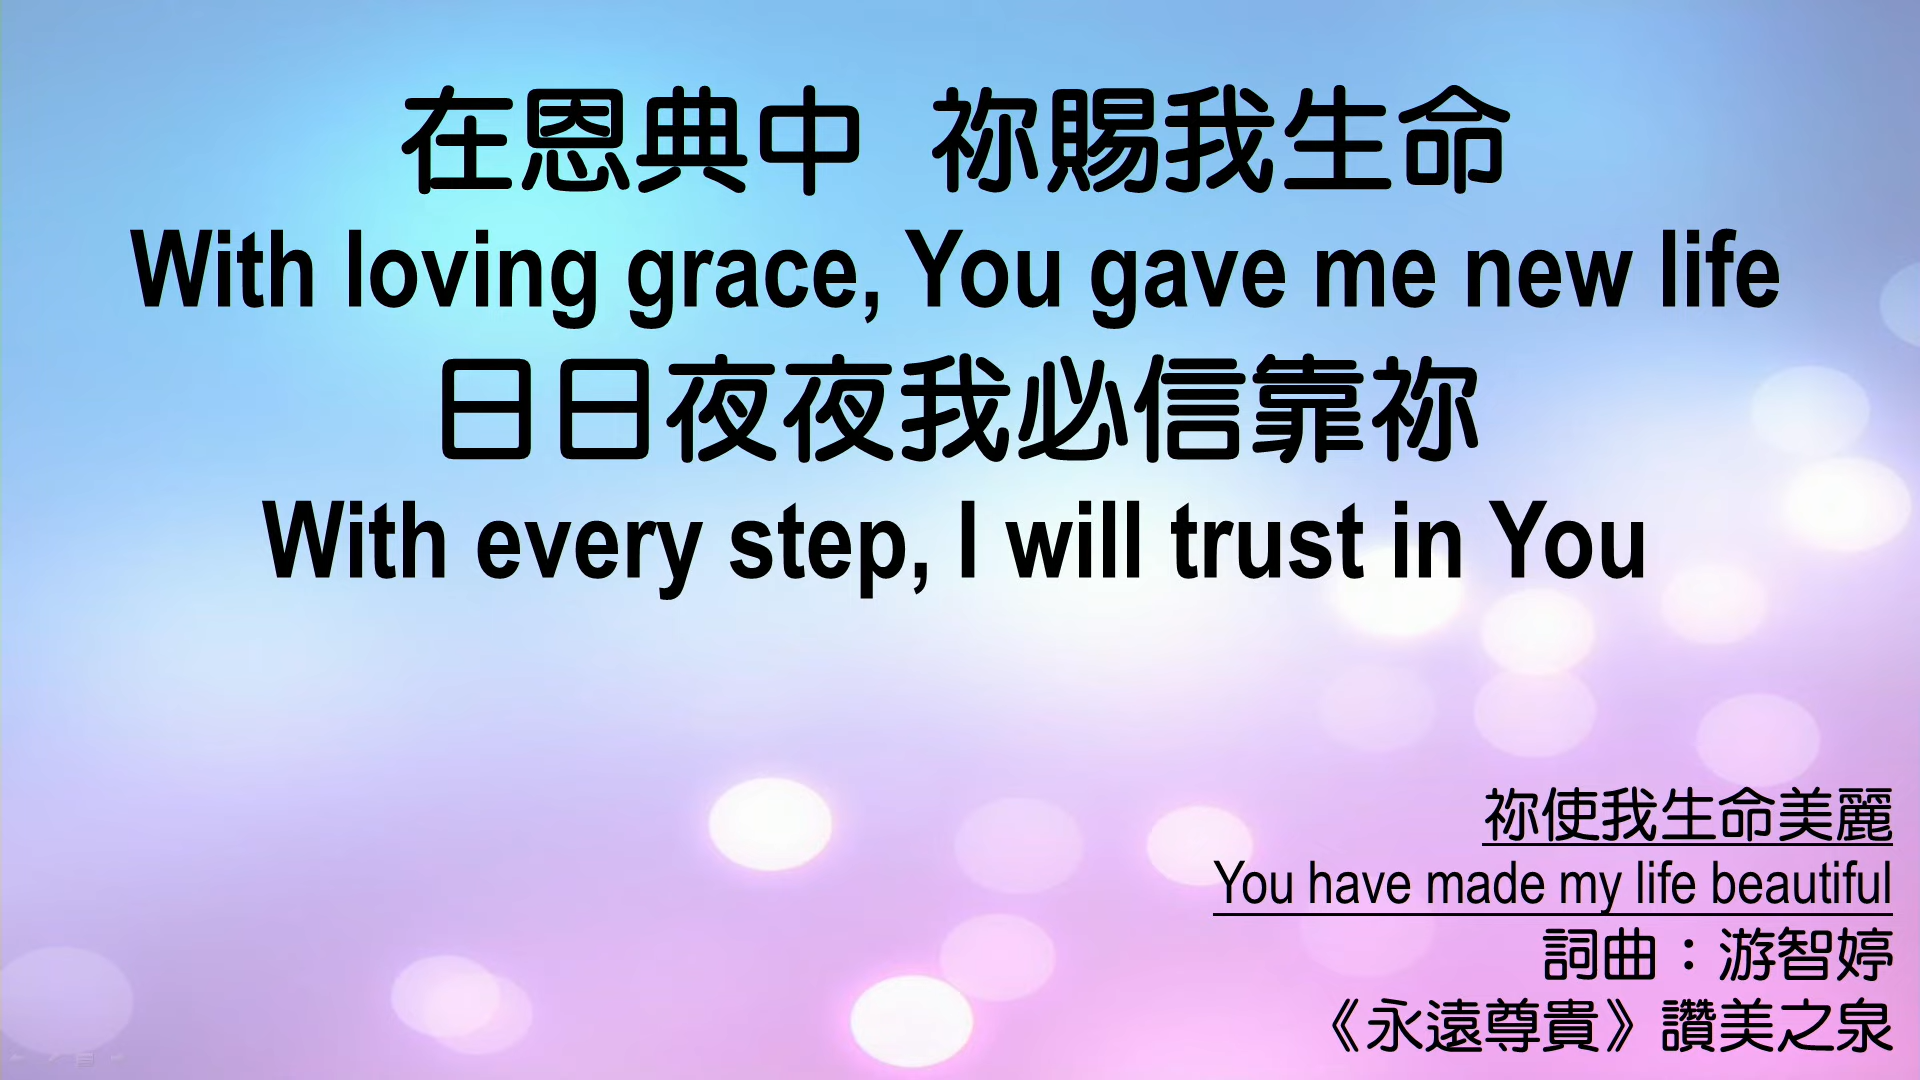 在恩典中 祢賜我生命
With loving grace, You gave me new life
日日夜夜我必信靠祢
With every step, I will trust in You
祢使我生命美麗
You have made my life beautiful
詞曲：游智婷
《永遠尊貴》讚美之泉